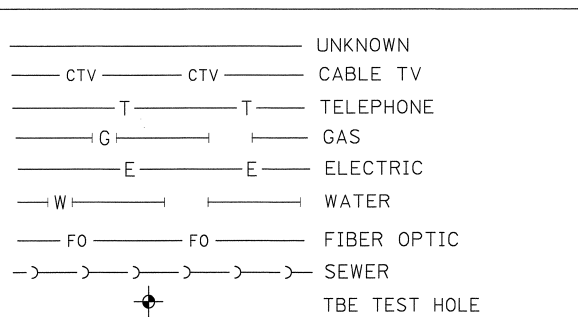 UNKNOWN
CTV CTV CABLE TV
T T TELEPHONE
G GAS
E E ELECTRIC
W WATER
FO FO FIBER OPTIC
SEWER
TBE TEST HOLE